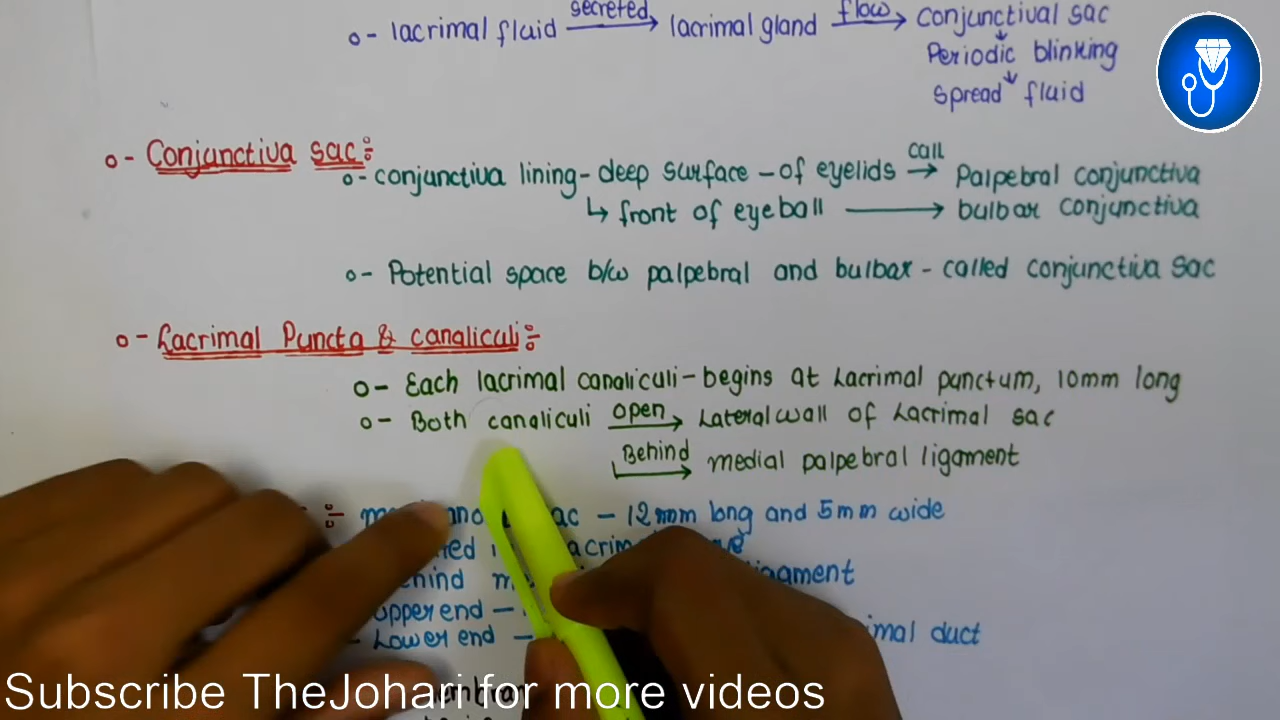 o- lacrimal fluid secreted → lacrimal gland flow → Conjunctival sac
↓
Periodic blinking
↓
Spread fluid
o- Conjunctiva sac÷
o- conjunctiva lining- deep surface - of eyelids call → Palpebral conjunctiva
↳ front of eyeball → bulbar conjunctiva
o- Potential space b/w palpebral and bulbar - called conjunctiva sac
o- Lacrimal Puncta & canaliculi÷
o- Each lacrimal canaliculi- begins at Lacrimal punctum, 10mm long
o- Both canaliculi open → Lateral wall of Lacrimal sac
Behind → medial palpebral ligament
÷ - 12mm long and 5mm wide
upper end -
- Lower end - duct
Subscribe TheJohari for more videos